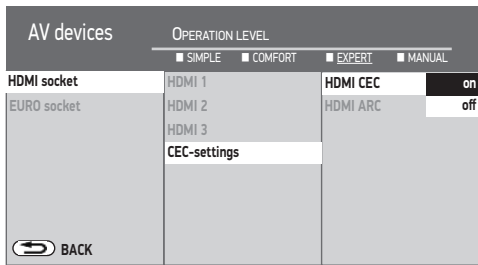 AV devices
OPERATION LEVEL
SIMPLE COMFORT EXPERT MANUAL
HDMI socket HDMI 1 HDMI CEC on
EURO socket HDMI 2 HDMI ARC off
HDMI 3
CEC-settings
BACK